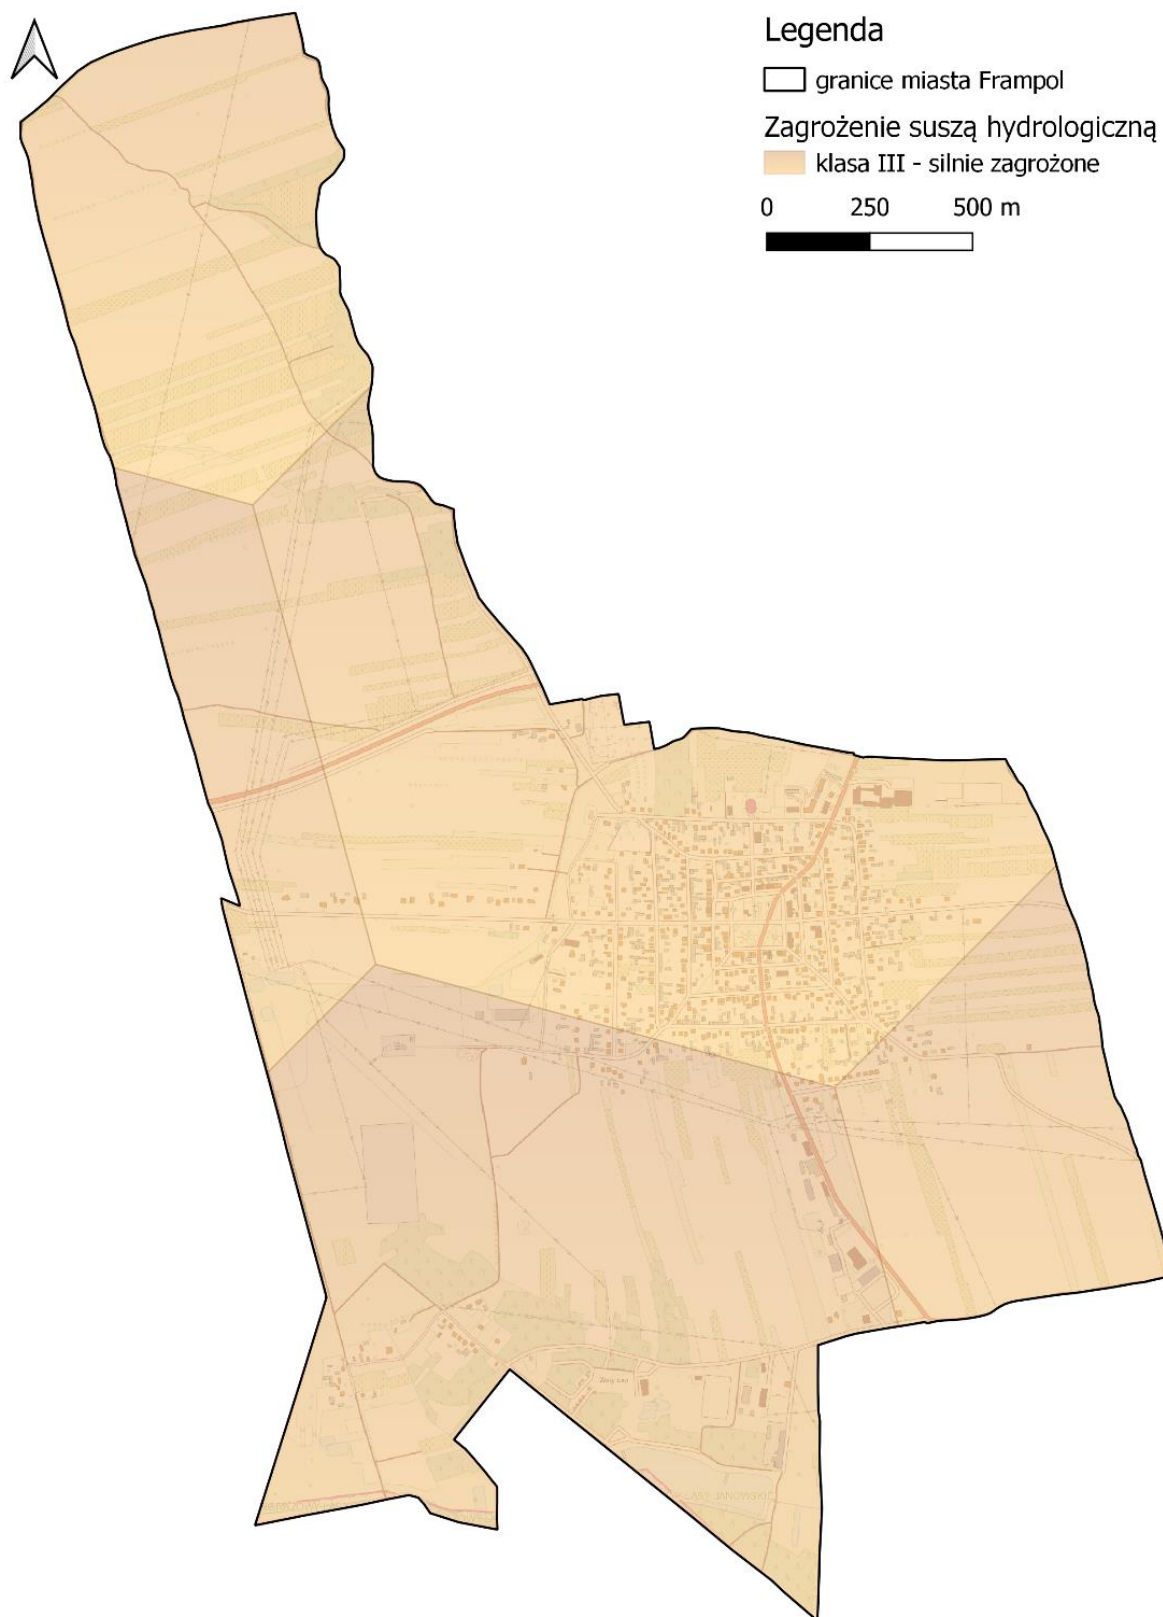 Legenda
granice miasta Frampol
Zagrożenie suszą hydrologiczną
klasa III - silnie zagrożone
0 250 500 m